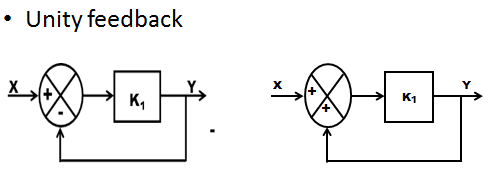 • Unity feedback
X + - K₁ Y -
X + + K₁ Y